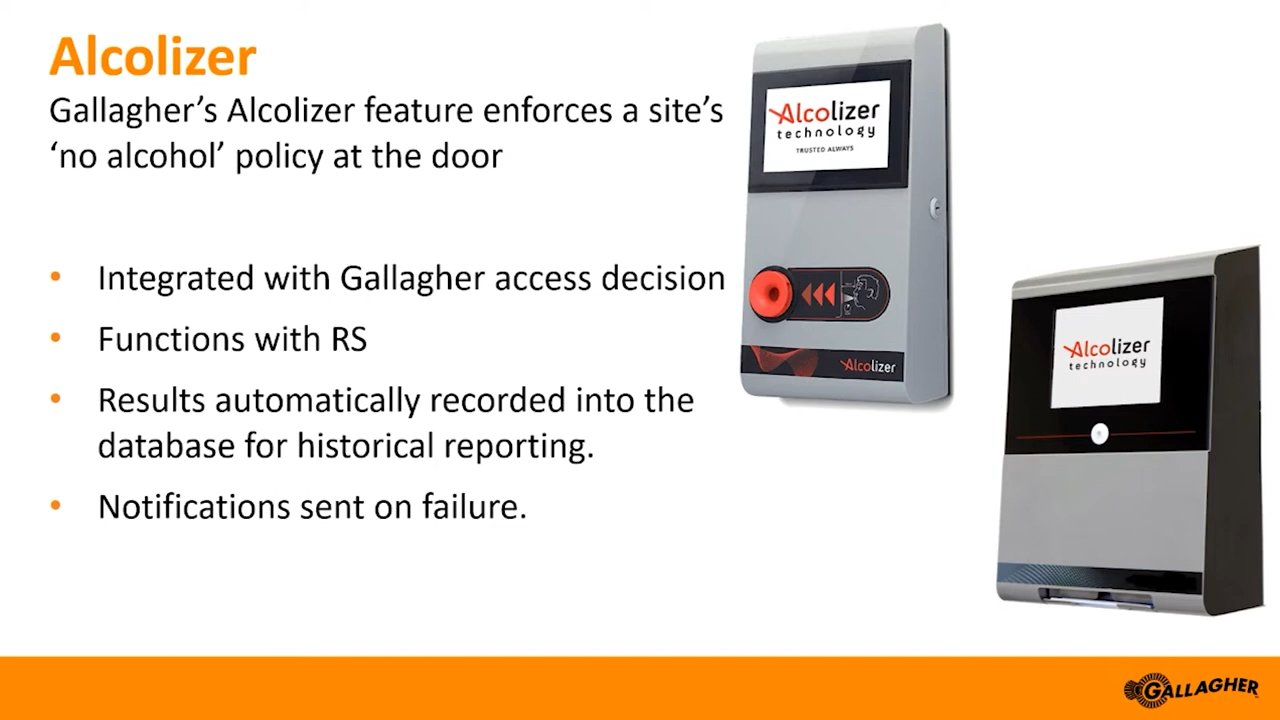 Alcolizer
Gallagher’s Alcolizer feature enforces a site’s
‘no alcohol’ policy at the door
• Integrated with Gallagher access decision
• Functions with RS
• Results automatically recorded into the
database for historical reporting.
• Notifications sent on failure.
Alcolizer
technology
TRUSTED ALWAYS
Alcolizer
Alcolizer
technology
GALLAGHER